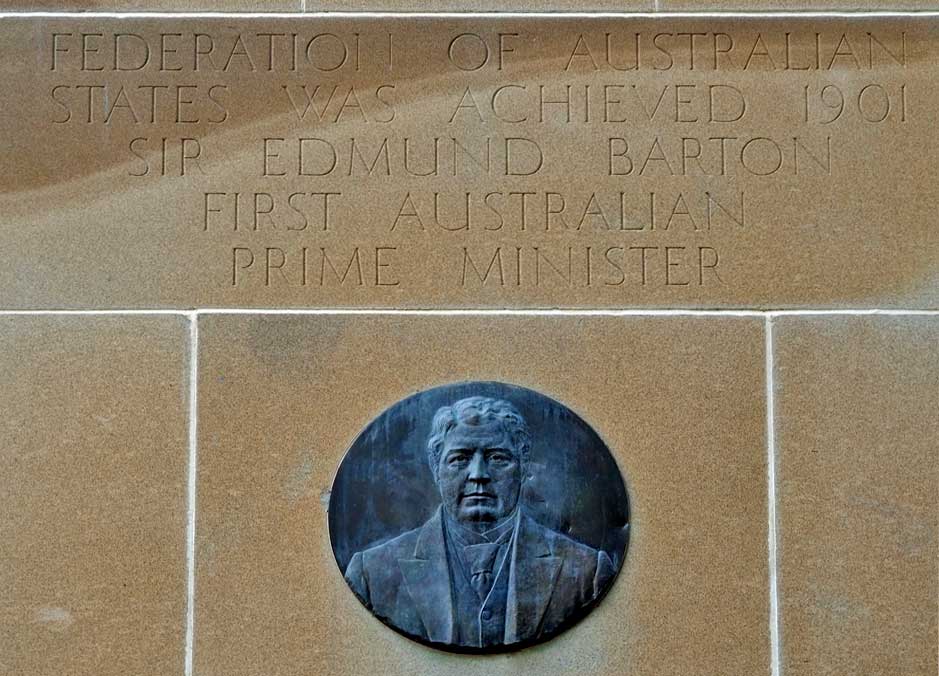 FEDERATION OF AUSTRALIAN
STATES WAS ACHIEVED 1901
SIR EDMUND BARTON
FIRST AUSTRALIAN
PRIME MINISTER